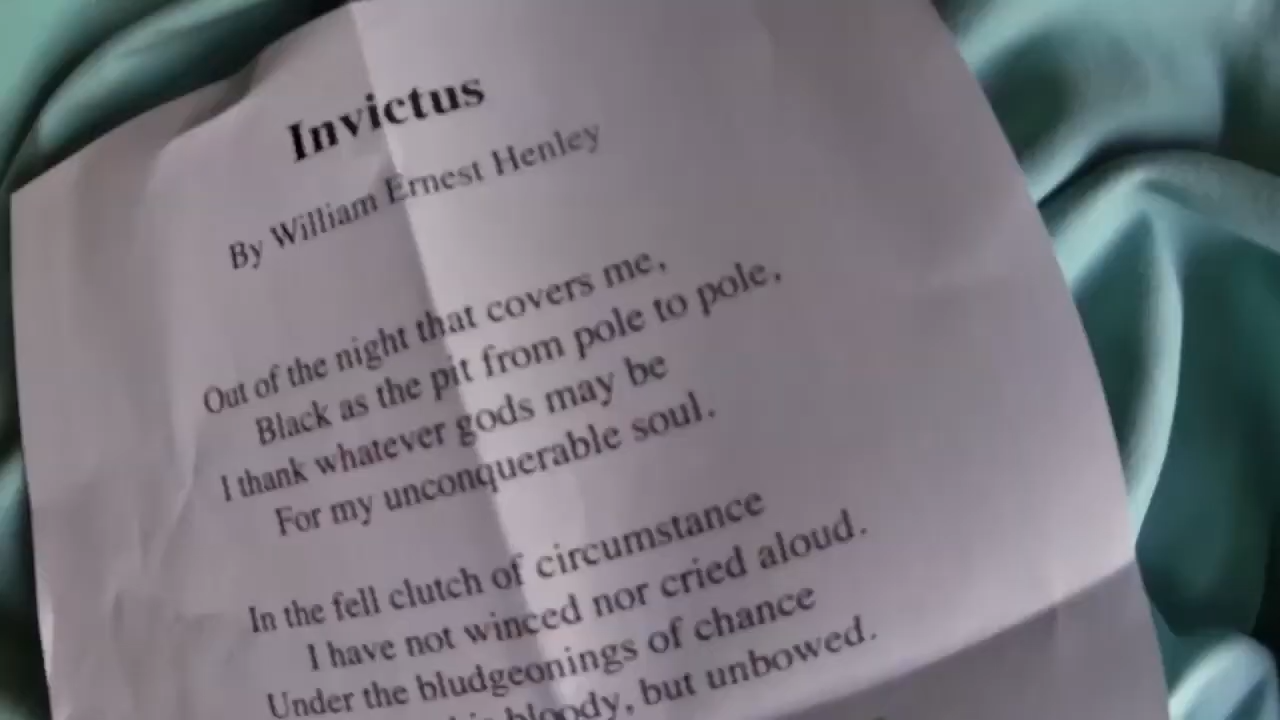 Invictus
By William Ernest Henley
Out of the night that covers me,
Black as the pit from pole to pole,
I thank whatever gods may be
For my unconquerable soul.
In the fell clutch of circumstance
I have not winced nor cried aloud.
Under the bludgeonings of chance
is bloody, but unbowed.